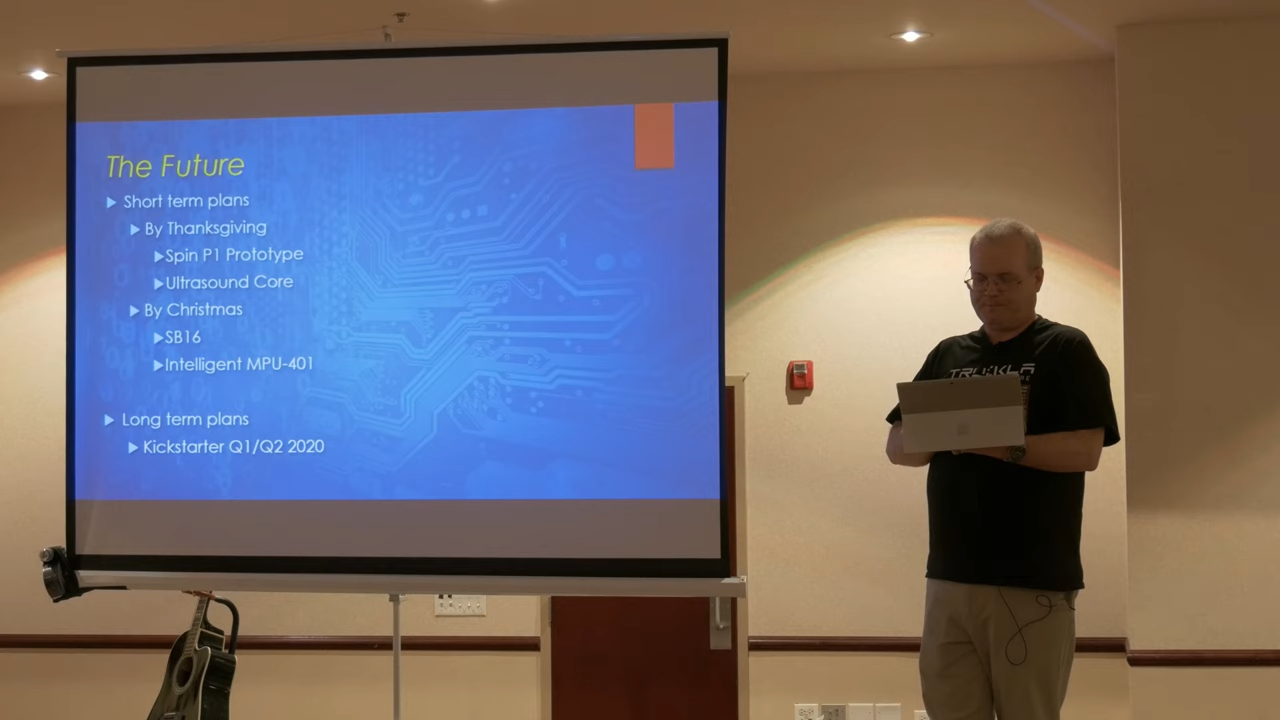 The Future
Short term plans
By Thanksgiving
Spin P1 Prototype
Ultrasound Core
By Christmas
SB16
Intelligent MPU-401
Long term plans
Kickstarter Q1/Q2 2020